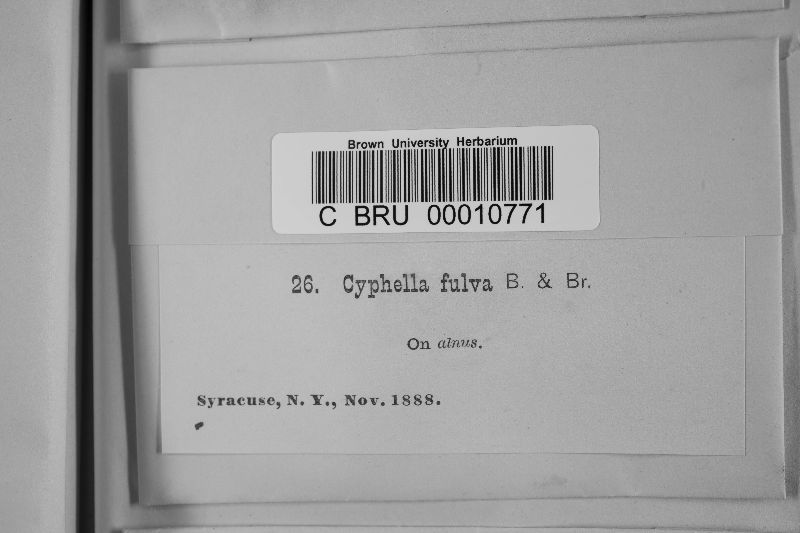 Brown University Herbarium
C BRU 00010771
26. Cyphella fulva B. & Br.
On alnus.
Syracuse, N. Y., Nov. 1888.